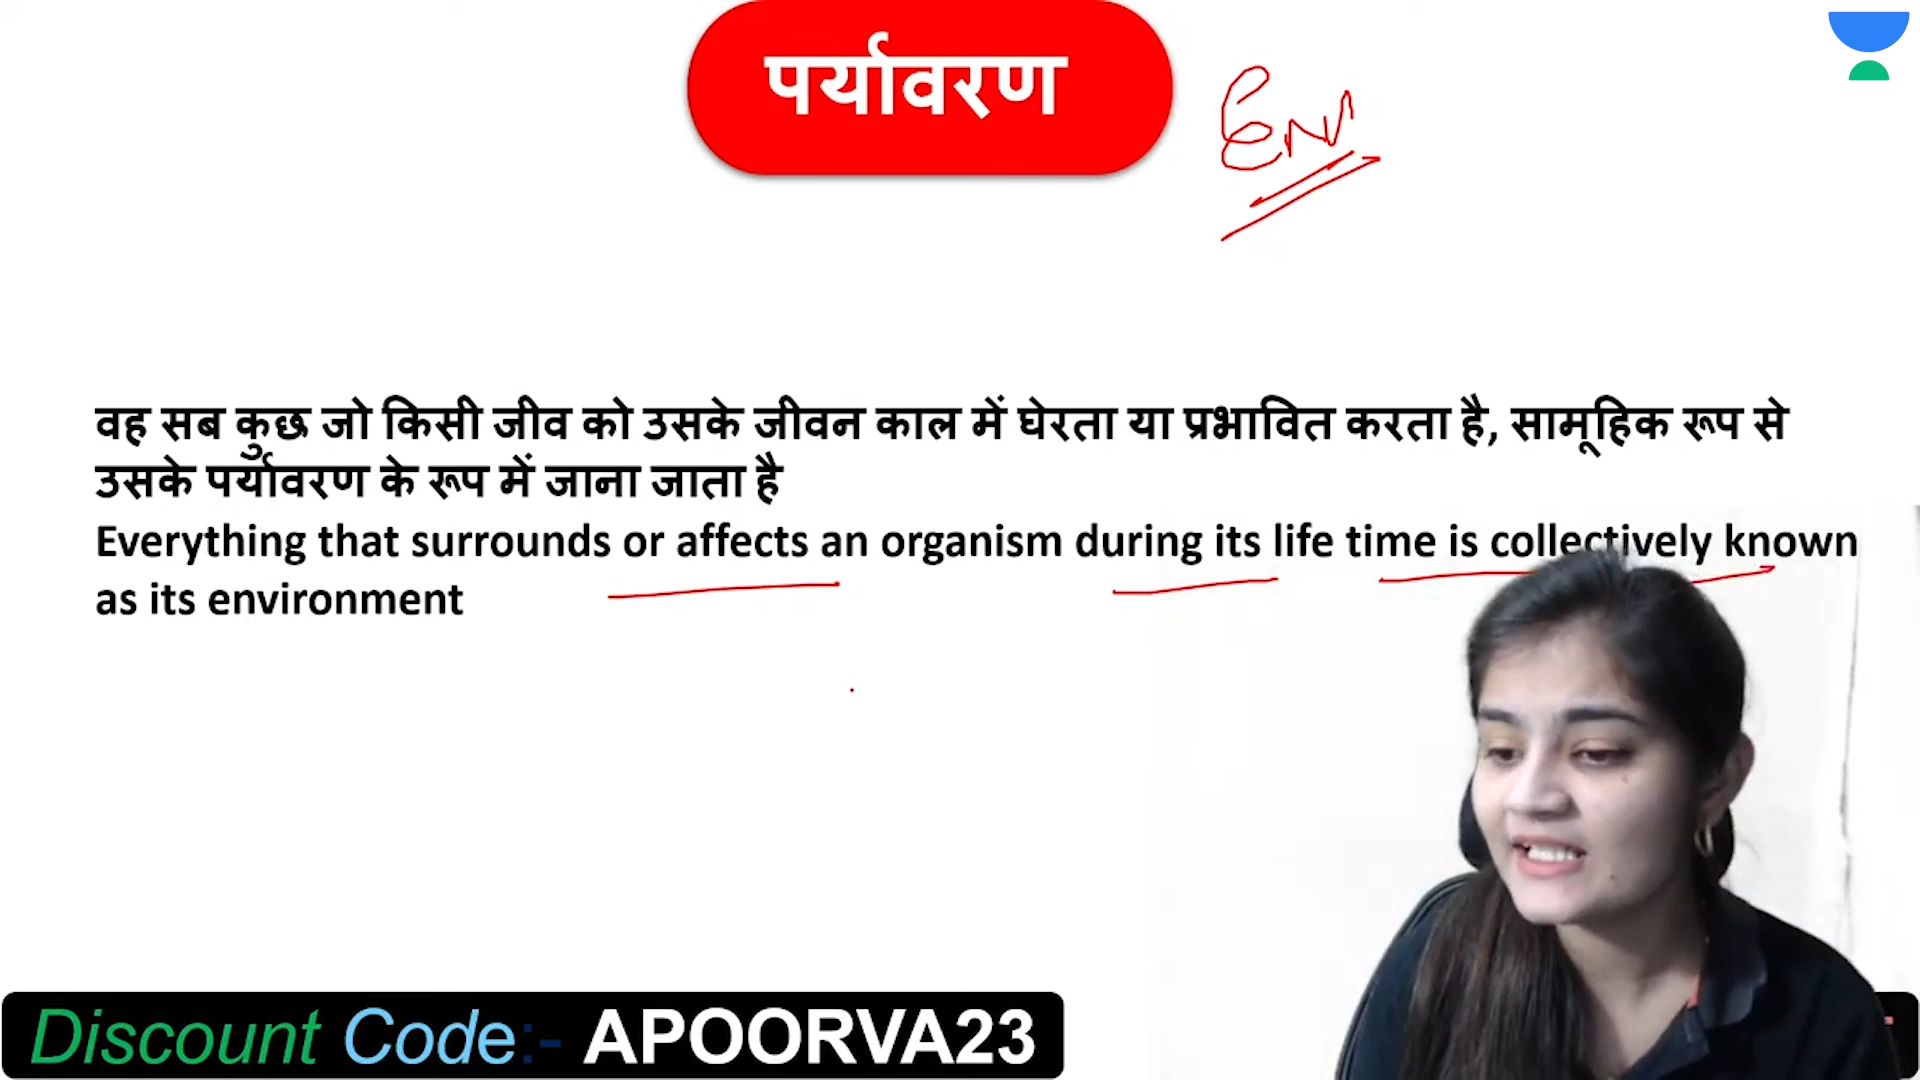 पर्यावरण
Env
वह सब कुछ जो किसी जीव को उसके जीवन काल में घेरता या प्रभावित करता है, सामूहिक रूप से
उसके पर्यावरण के रूप में जाना जाता है
Everything that surrounds or affects an organism during its life time is collectively known
as its environment
Discount Code:- APOORVA23